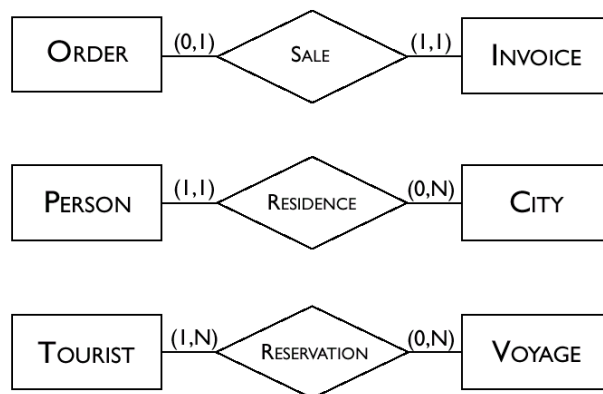 ORDER (0,1) SALE (1,1) INVOICE
PERSON (1,1) RESIDENCE (0,N) CITY
TOURIST (1,N) RESERVATION (0,N) VOYAGE